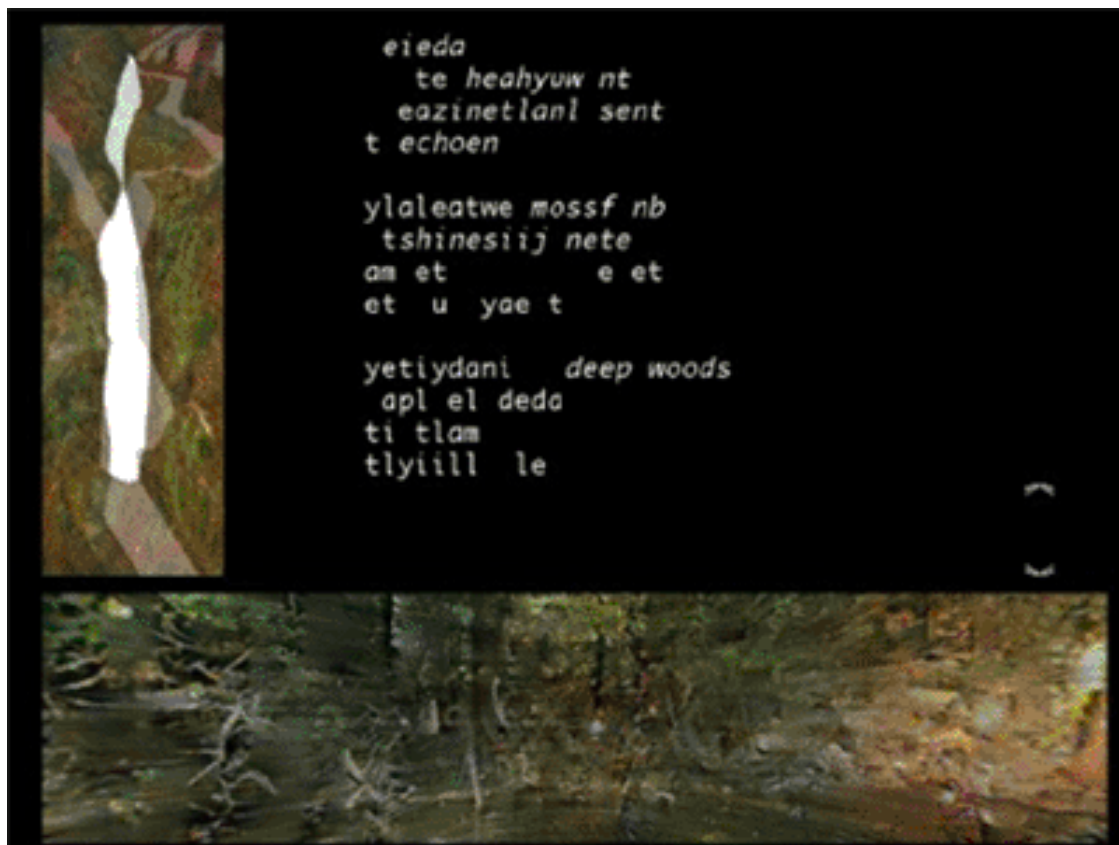 eieda
te heahyuw nt
eazinetlanl sent
t echoen
ylaleatwe mossf nb
tshinesiij nete
am et e et
et u yae t
yetiydani deep woods
apl el deda
ti tlam
tlyiill le